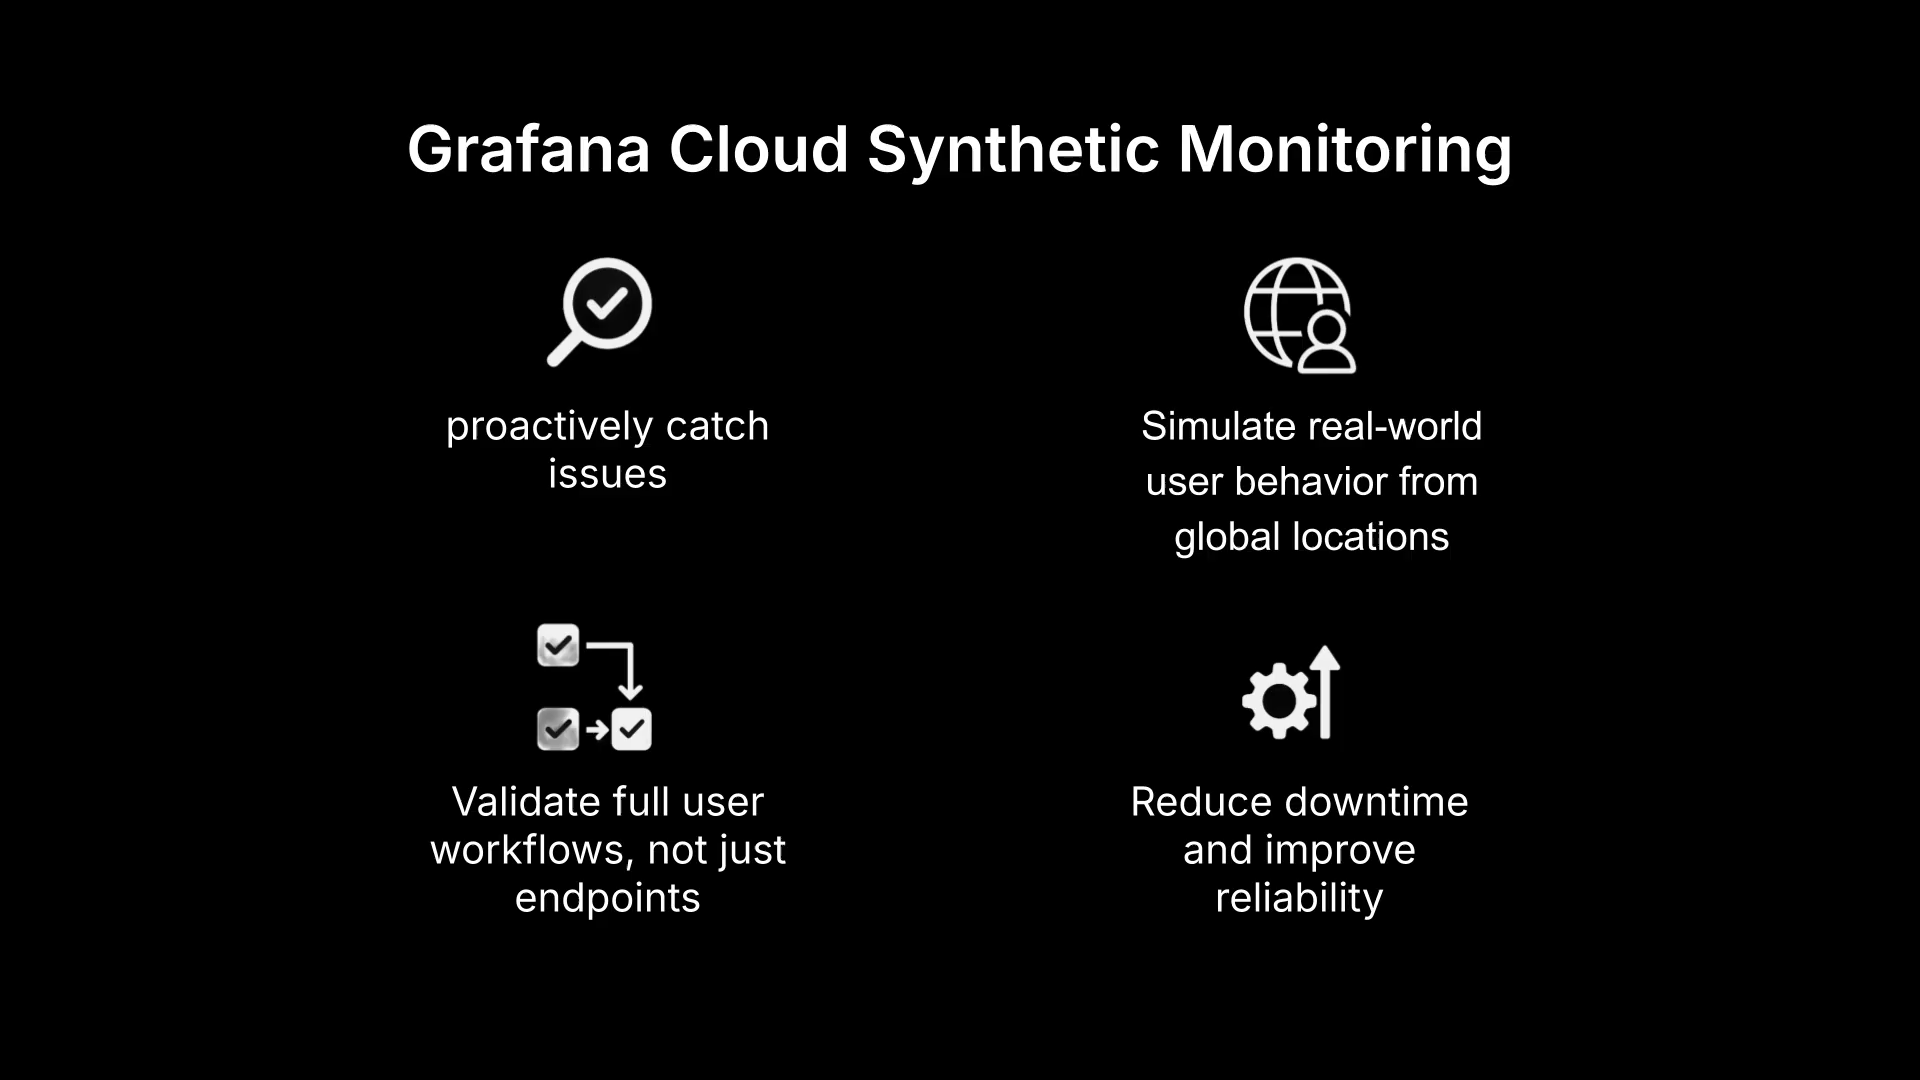 Grafana Cloud Synthetic Monitoring
proactively catch
issues
Simulate real-world
user behavior from
global locations
Validate full user
workflows, not just
endpoints
Reduce downtime
and improve
reliability